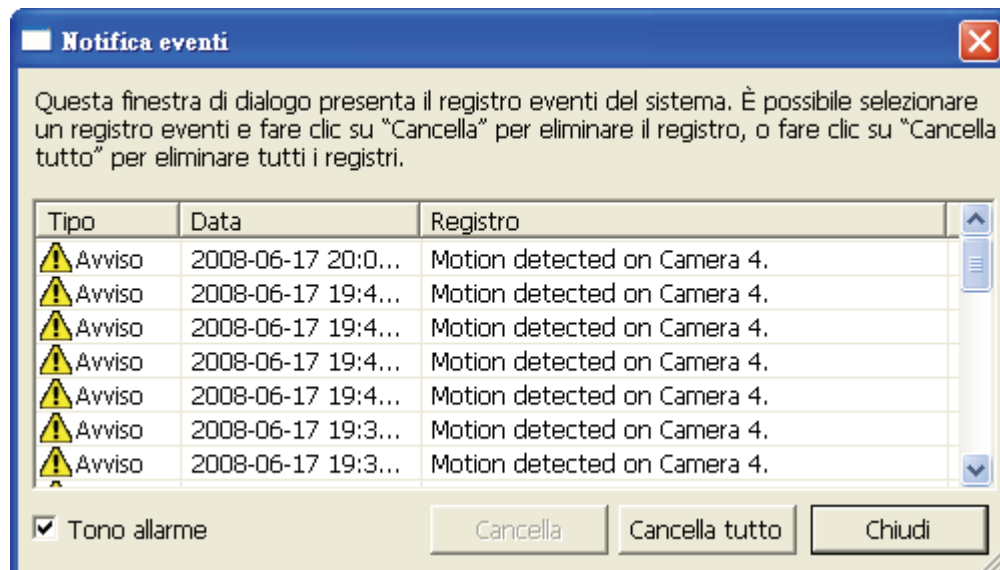 Notifica eventi
Questa finestra di dialogo presenta il registro eventi del sistema. È possibile selezionare
un registro eventi e fare clic su “Cancella” per eliminare il registro, o fare clic su “Cancella
tutto” per eliminare tutti i registri.
Tipo Data Registro
Avviso 2008-06-17 20:0... Motion detected on Camera 4.
Avviso 2008-06-17 19:4... Motion detected on Camera 4.
Avviso 2008-06-17 19:4... Motion detected on Camera 4.
Avviso 2008-06-17 19:4... Motion detected on Camera 4.
Avviso 2008-06-17 19:4... Motion detected on Camera 4.
Avviso 2008-06-17 19:3... Motion detected on Camera 4.
Avviso 2008-06-17 19:3... Motion detected on Camera 4.
Tono allarme Cancella Cancella tutto Chiudi